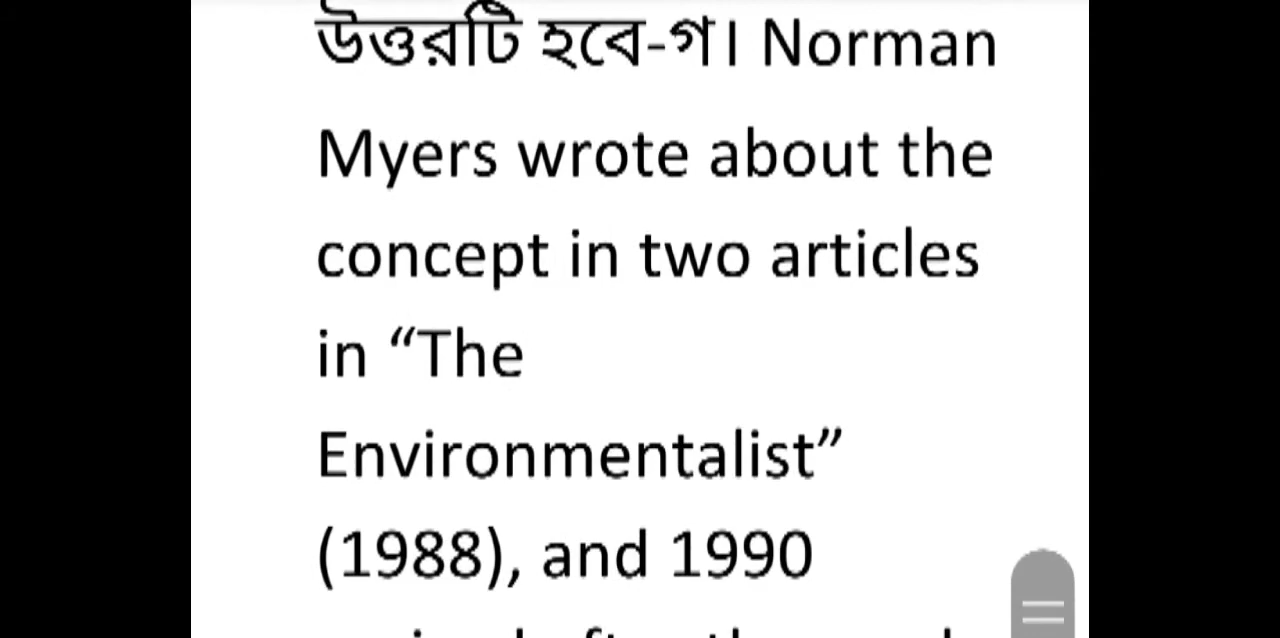 উত্তরটি হবে-গ। Norman
Myers wrote about the
concept in two articles
in “The
Environmentalist”
(1988), and 1990